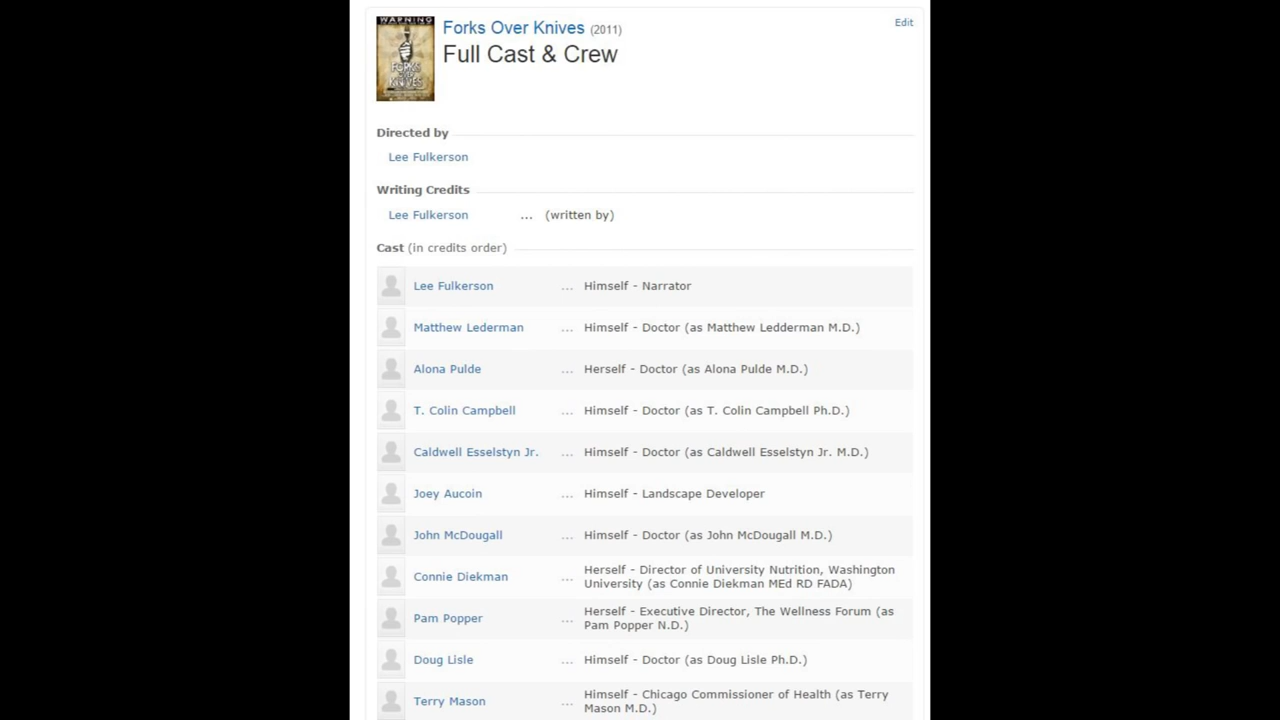 WARNING
FORKS
OVER
KNIVES
Forks Over Knives (2011)
Edit
Full Cast & Crew
Directed by
Lee Fulkerson
Writing Credits
Lee Fulkerson ... (written by)
Cast (in credits order)
Lee Fulkerson ... Himself - Narrator
Matthew Lederman ... Himself - Doctor (as Matthew Ledderman M.D.)
Alona Pulde ... Herself - Doctor (as Alona Pulde M.D.)
T. Colin Campbell ... Himself - Doctor (as T. Colin Campbell Ph.D.)
Caldwell Esselstyn Jr. ... Himself - Doctor (as Caldwell Esselstyn Jr. M.D.)
Joey Aucoin ... Himself - Landscape Developer
John McDougall ... Himself - Doctor (as John McDougall M.D.)
Connie Diekman ... Herself - Director of University Nutrition, Washington
University (as Connie Diekman MEd RD FADA)
Pam Popper ... Herself - Executive Director, The Wellness Forum (as
Pam Popper N.D.)
Doug Lisle ... Himself - Doctor (as Doug Lisle Ph.D.)
Terry Mason ... Himself - Chicago Commissioner of Health (as Terry
Mason M.D.)